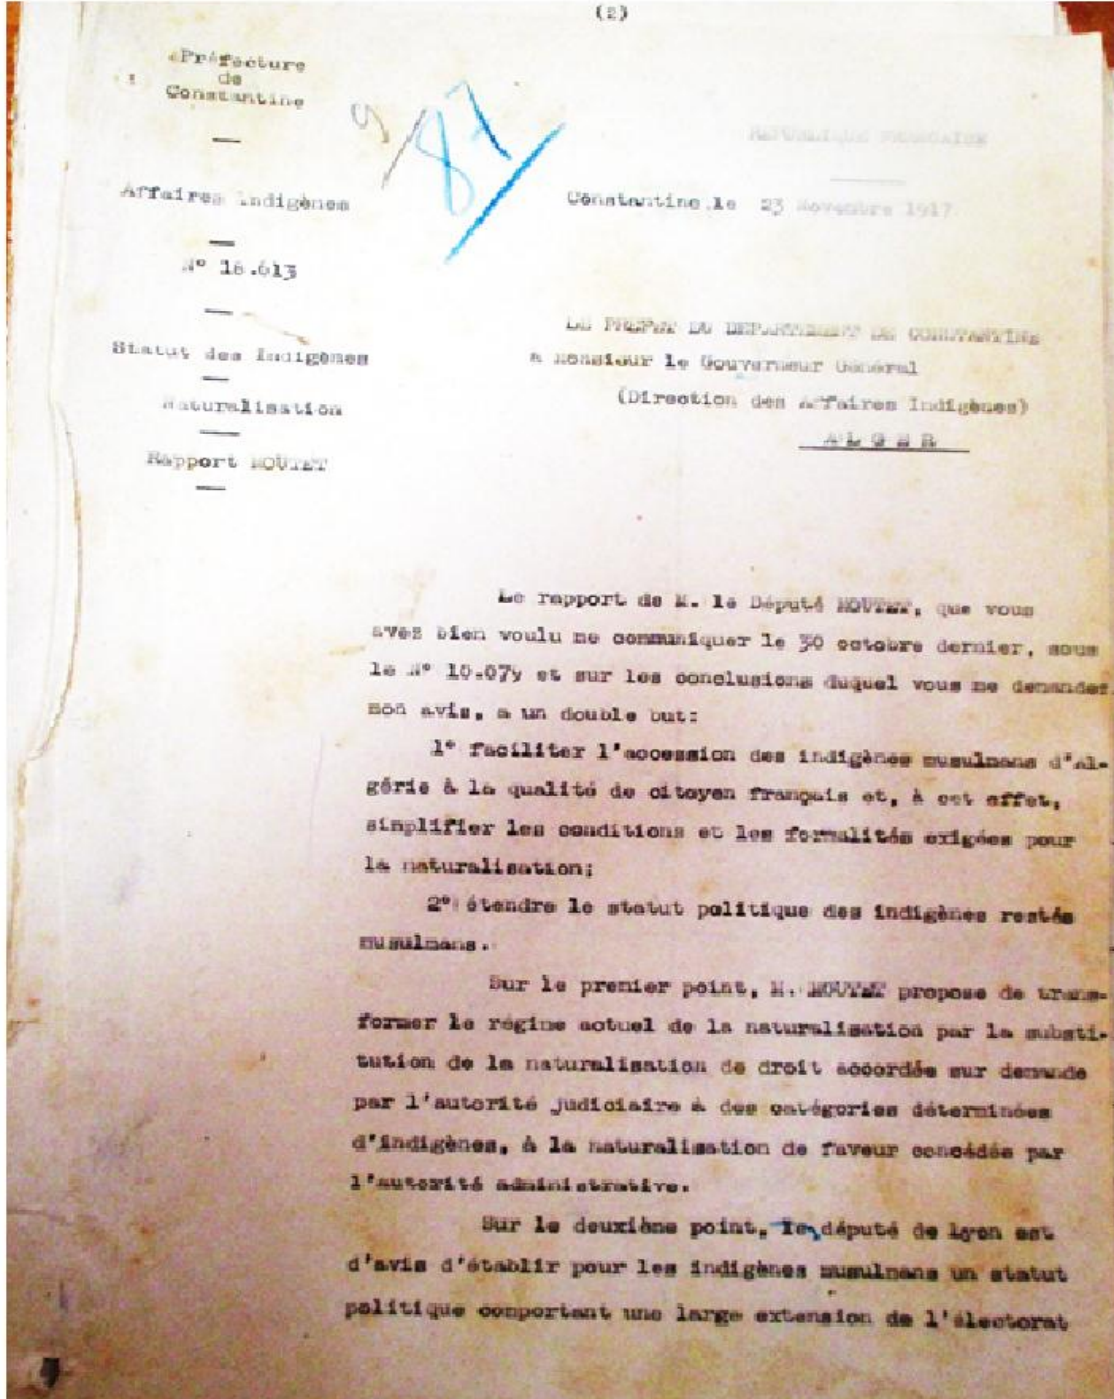 (2)
Préfecture
de
Constantine
9
87
REPUBLIQUE FRANCAISE
Affaires Indigènes
Constantine, le 23 Novembre 1917
N° 18.613
LE PREFET DU DEPARTEMENT DE CONSTANTINE
Statut des Indigènes
à Monsieur le Gouverneur Général
Naturalisation
(Direction des Affaires Indigènes)
ALGER
Rapport MOUTET
Le rapport de M. le Député MOUTET, que vous
avez bien voulu me communiquer le 30 octobre dernier, sous
le N° 10.079 et sur les conclusions duquel vous me demandez
mon avis, a un double but:
1° faciliter l'accession des indigènes musulmans d'Al-
gérie à la qualité de citoyen français et, à cet effet,
simplifier les conditions et les formalités exigées pour
la naturalisation;
2° étendre le statut politique des indigènes restés
musulmans.
Sur le premier point, M. MOUTET propose de trans-
former le régime actuel de la naturalisation par la substi-
tution de la naturalisation de droit accordée sur demande
par l'autorité judiciaire à des catégories déterminées
d'indigènes, à la naturalisation de faveur concédée par
l'autorité administrative.
Sur le deuxième point, le député de Lyon est
d'avis d'établir pour les indigènes musulmans un statut
politique comportant une large extension de l'électorat